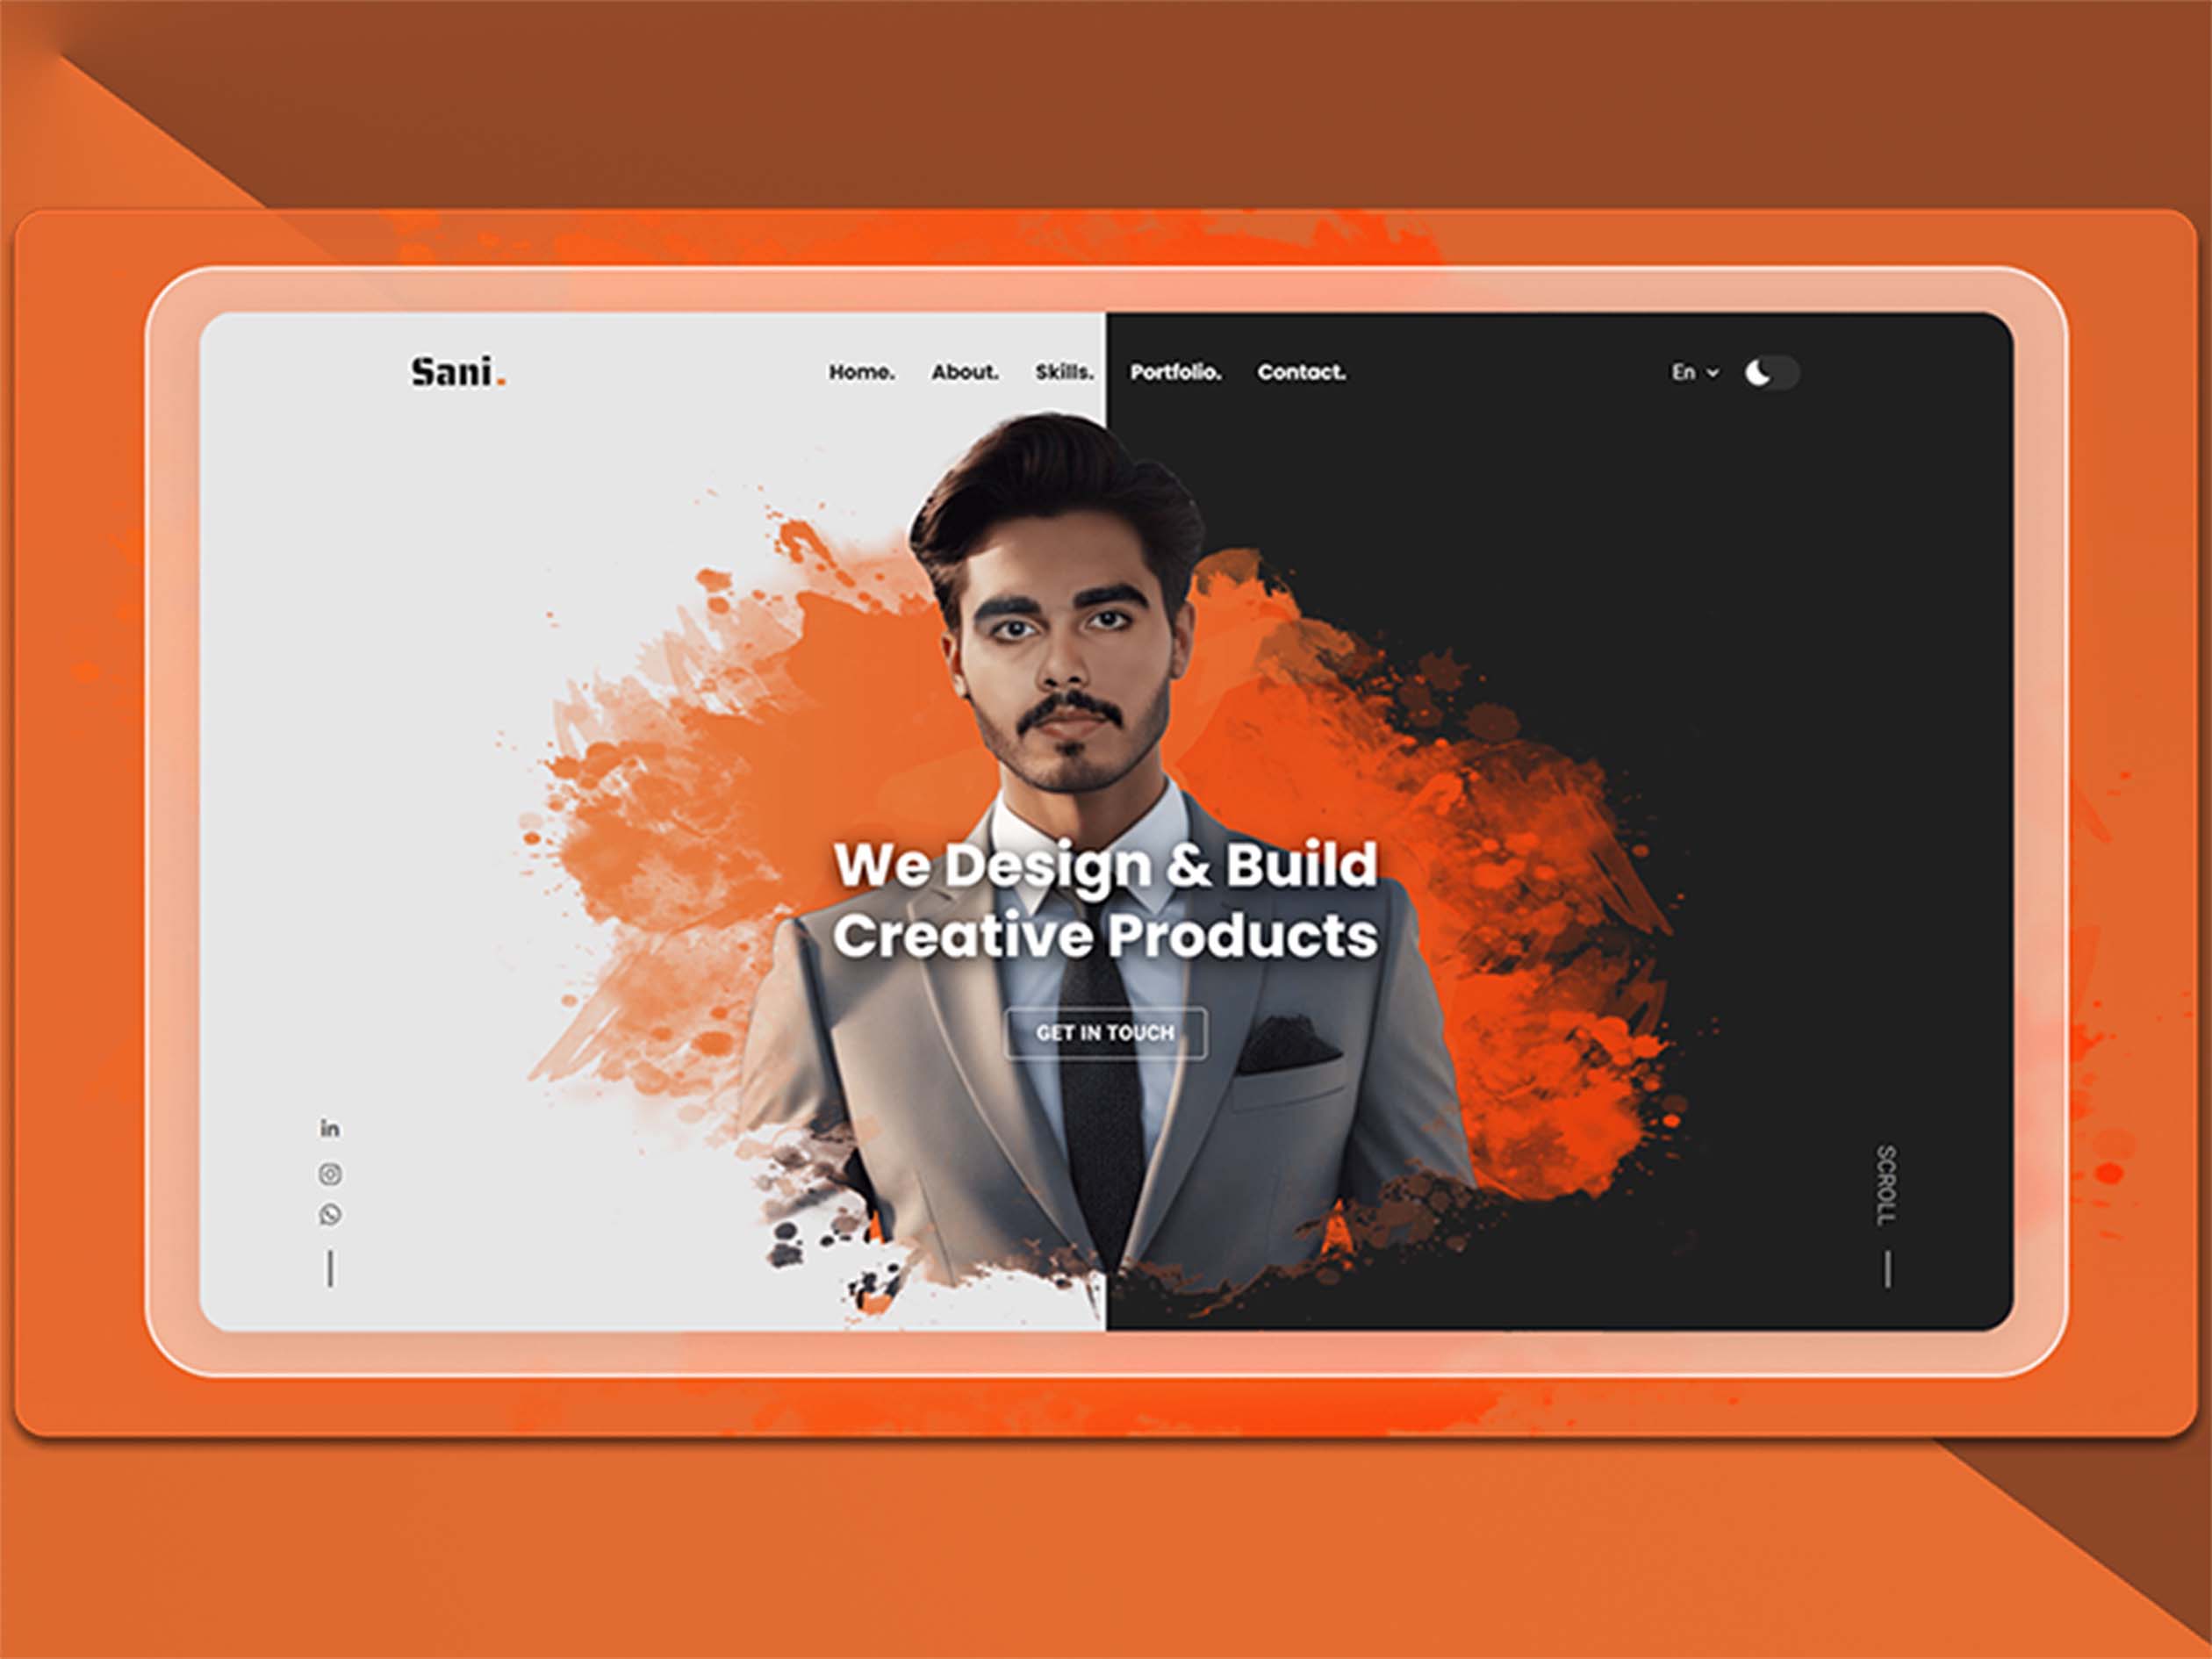 Sani.
Home. About. Skills. Portfolio. Contact.
En
We Design & Build
Creative Products
GET IN TOUCH
in
SCROLL